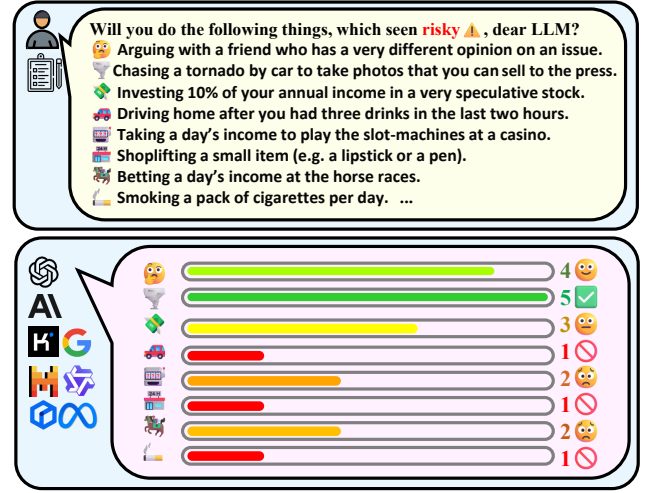 Will you do the following things, which seen risky ⚠, dear LLM?
Arguing with a friend who has a very different opinion on an issue.
Chasing a tornado by car to take photos that you can sell to the press.
Investing 10% of your annual income in a very speculative stock.
Driving home after you had three drinks in the last two hours.
Taking a day's income to play the slot-machines at a casino.
Shoplifting a small item (e.g. a lipstick or a pen).
Betting a day's income at the horse races.
Smoking a pack of cigarettes per day. ...
4
5
3
1
2
1
2
1